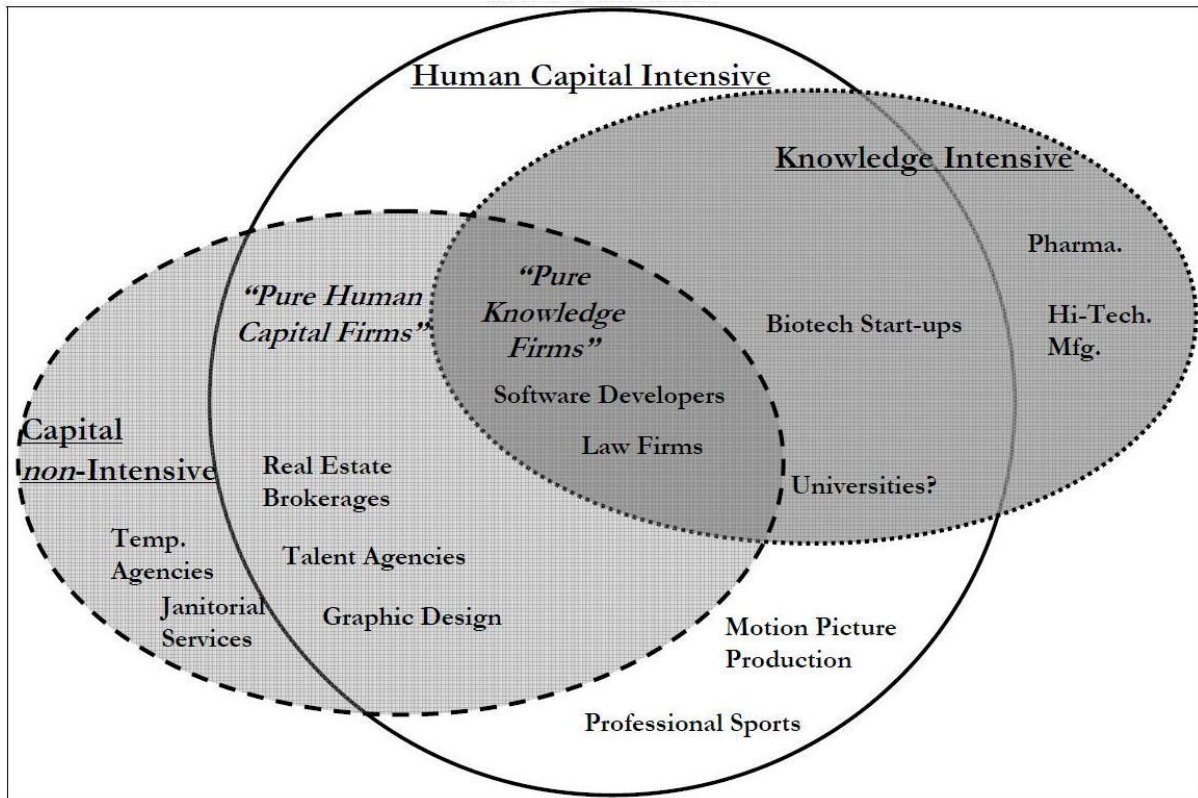 Human Capital Intensive
Knowledge Intensive
Pharma.
Hi-Tech.
Mfg.
Biotech Start-ups
Universities?
“Pure Human
Capital Firms”
“Pure
Knowledge
Firms”
Software Developers
Law Firms
Capital
non-Intensive
Real Estate
Brokerages
Temp.
Agencies
Talent Agencies
Janitorial
Services
Graphic Design
Motion Picture
Production
Professional Sports